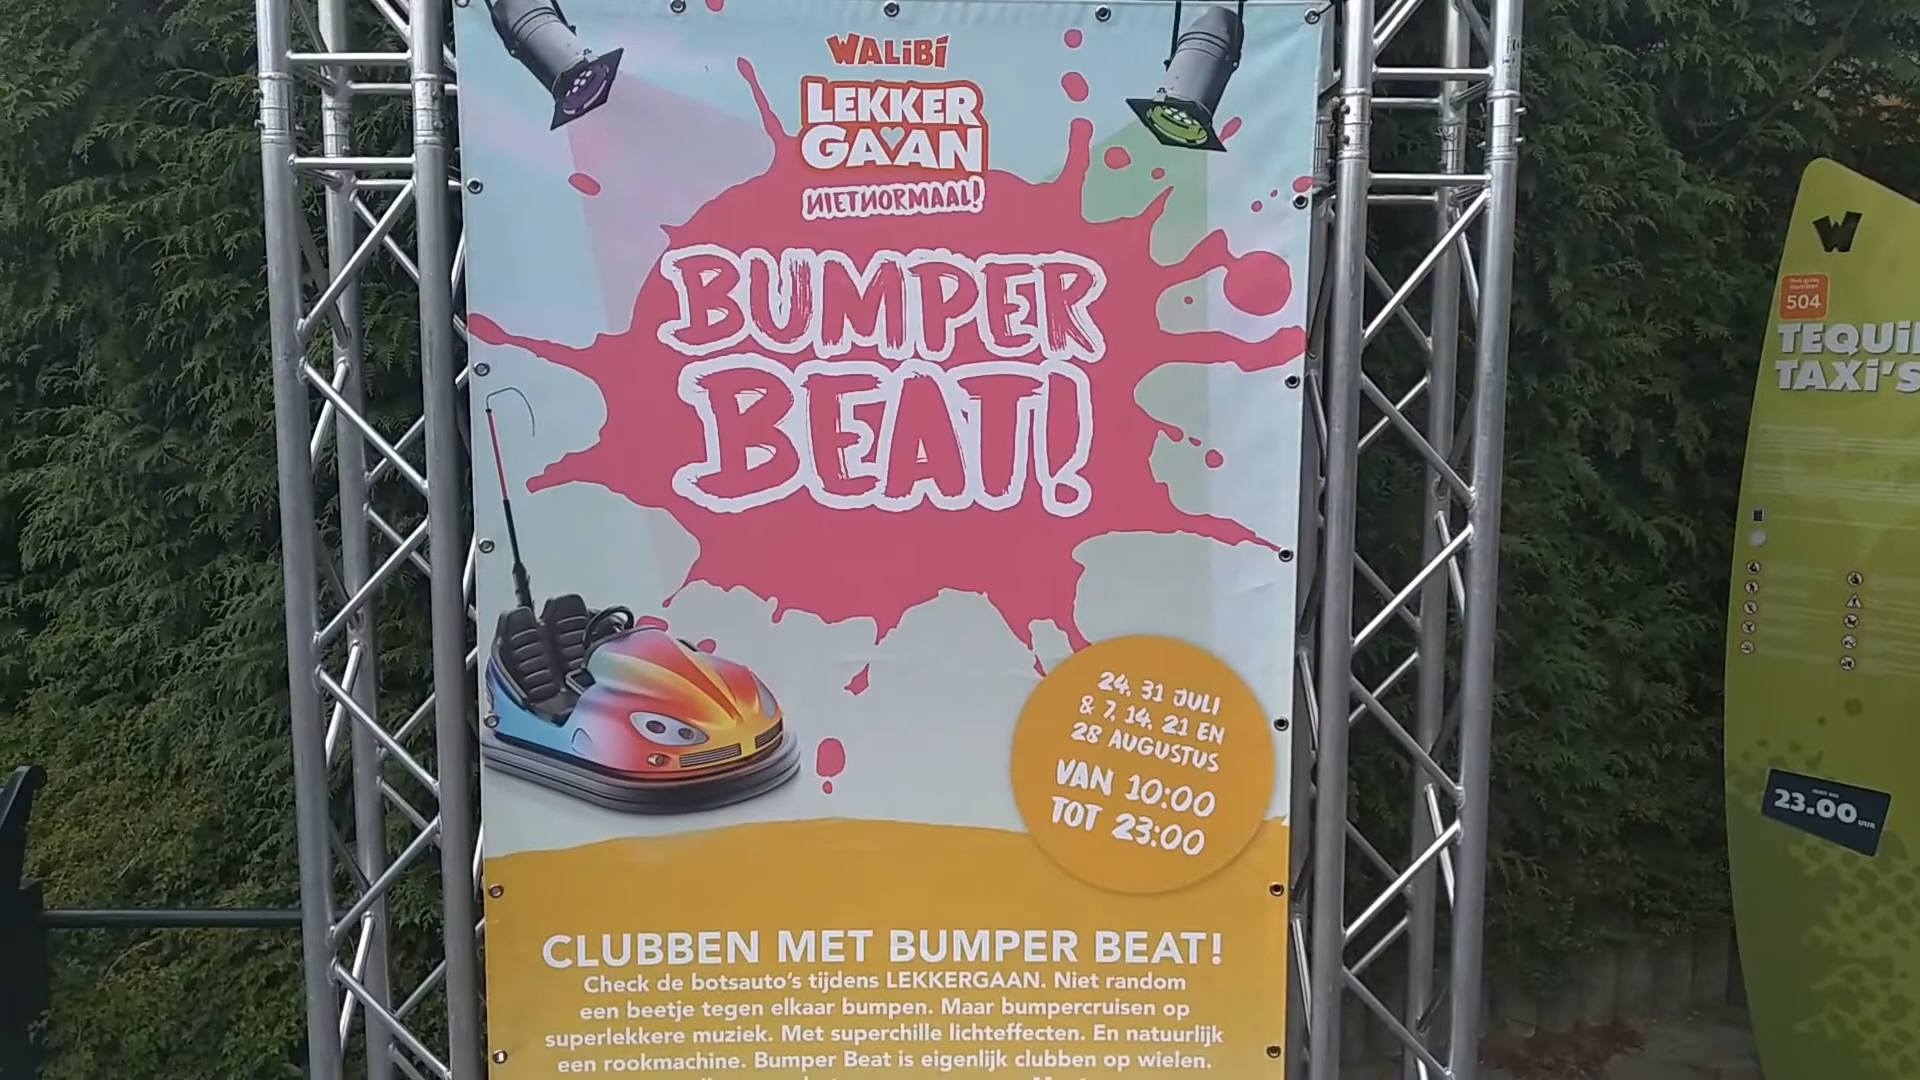 WALiBi
LEKKER
GAAN
NIETNORMAAL!
BUMPER
BEAT!
24, 31 JULI
& 7, 14, 21 EN
28 AUGUSTUS
VAN 10:00
TOT 23:00
CLUBBEN MET BUMPER BEAT!
Check de botsauto's tijdens LEKKERGAAN. Niet random
een beetje tegen elkaar bumpen. Maar bumpercruisen op
superlekkere muziek. Met superchille lichteffecten. En natuurlijk
een rookmachine. Bumper Beat is eigenlijk clubben op wielen.
W
504
TEQUI
TAXi'S
23.00 UUR